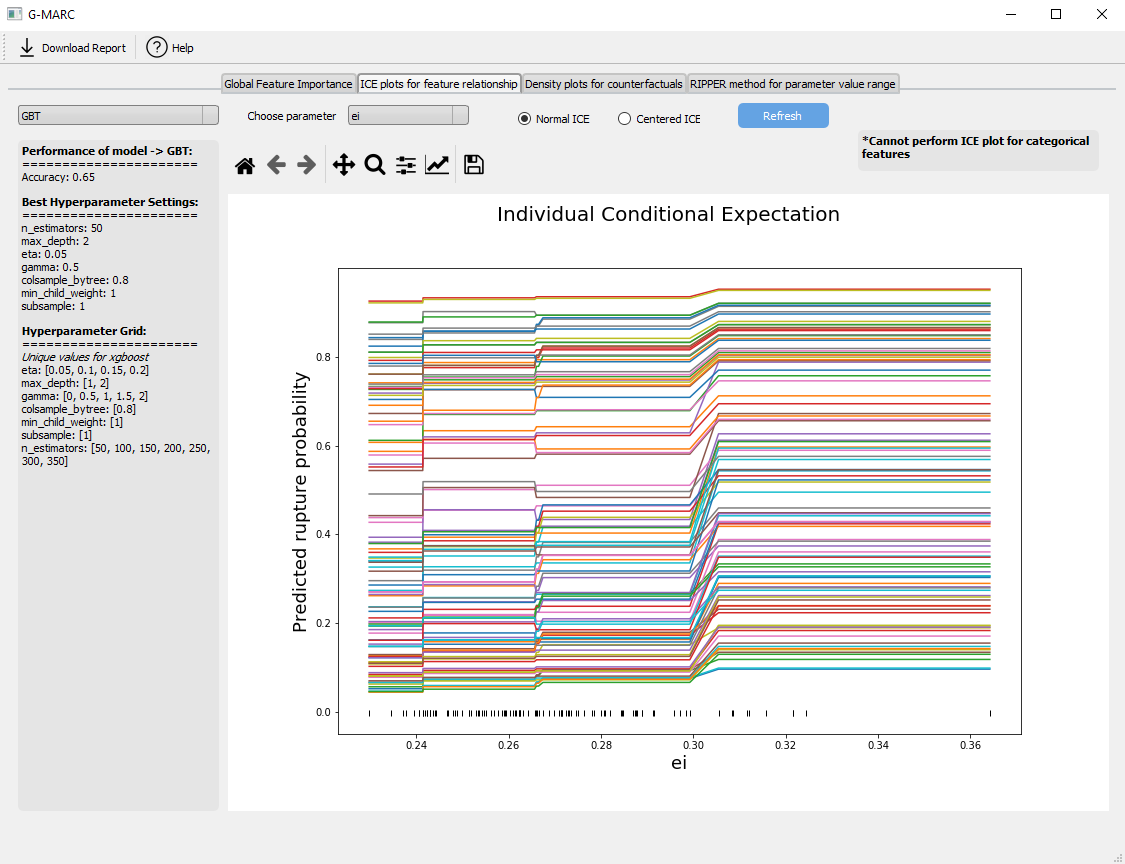 G-MARC
Download Report
Help
Global Feature Importance
ICE plots for feature relationship
Density plots for counterfactuals
RIPPER method for parameter value range
GBT
Choose parameter
ei
Normal ICE
Centered ICE
Refresh
*Cannot perform ICE plot for categorical
features
Performance of model -> GBT:
======================
Accuracy: 0.65
Best Hyperparameter Settings:
======================
n_estimators: 50
max_depth: 2
eta: 0.05
gamma: 0.5
colsample_bytree: 0.8
min_child_weight: 1
subsample: 1
Hyperparameter Grid:
======================
Unique values for xgboost
eta: [0.05, 0.1, 0.15, 0.2]
max_depth: [1, 2]
gamma: [0, 0.5, 1, 1.5, 2]
colsample_bytree: [0.8]
min_child_weight: [1]
subsample: [1]
n_estimators: [50, 100, 150, 200, 250,
300, 350]
Individual Conditional Expectation
Predicted rupture probability
0.8
0.6
0.4
0.2
0.0
0.24
0.26
0.28
0.30
0.32
0.34
0.36
ei